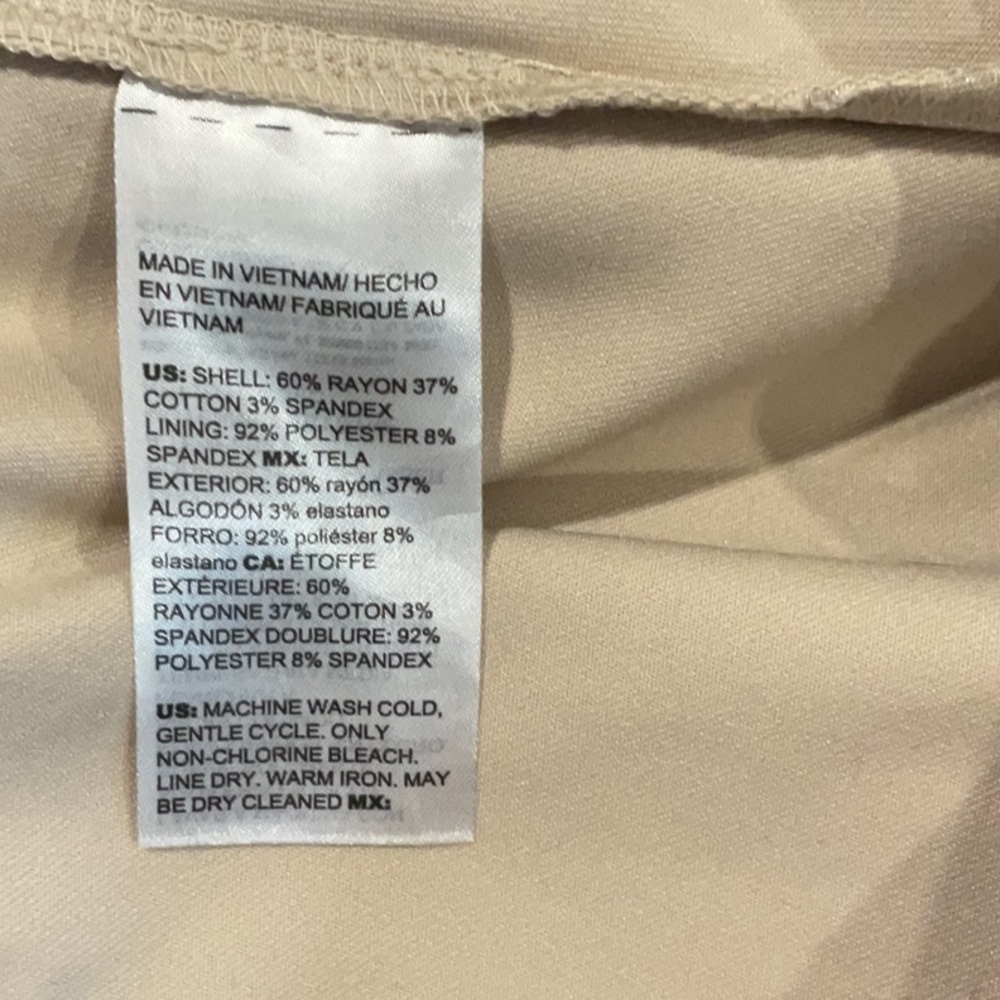 MADE IN VIETNAM/ HECHO
EN VIETNAM/ FABRIQUÉ AU
VIETNAM
US: SHELL: 60% RAYON 37%
COTTON 3% SPANDEX
LINING: 92% POLYESTER 8%
SPANDEX MX: TELA
EXTERIOR: 60% rayón 37%
ALGODÓN 3% elastano
FORRO: 92% poliéster 8%
elastano CA: ÉTOFFE
EXTÉRIEURE: 60%
RAYONNE 37% COTON 3%
SPANDEX DOUBLURE: 92%
POLYESTER 8% SPANDEX
US: MACHINE WASH COLD,
GENTLE CYCLE. ONLY
NON-CHLORINE BLEACH.
LINE DRY. WARM IRON. MAY
BE DRY CLEANED MX: